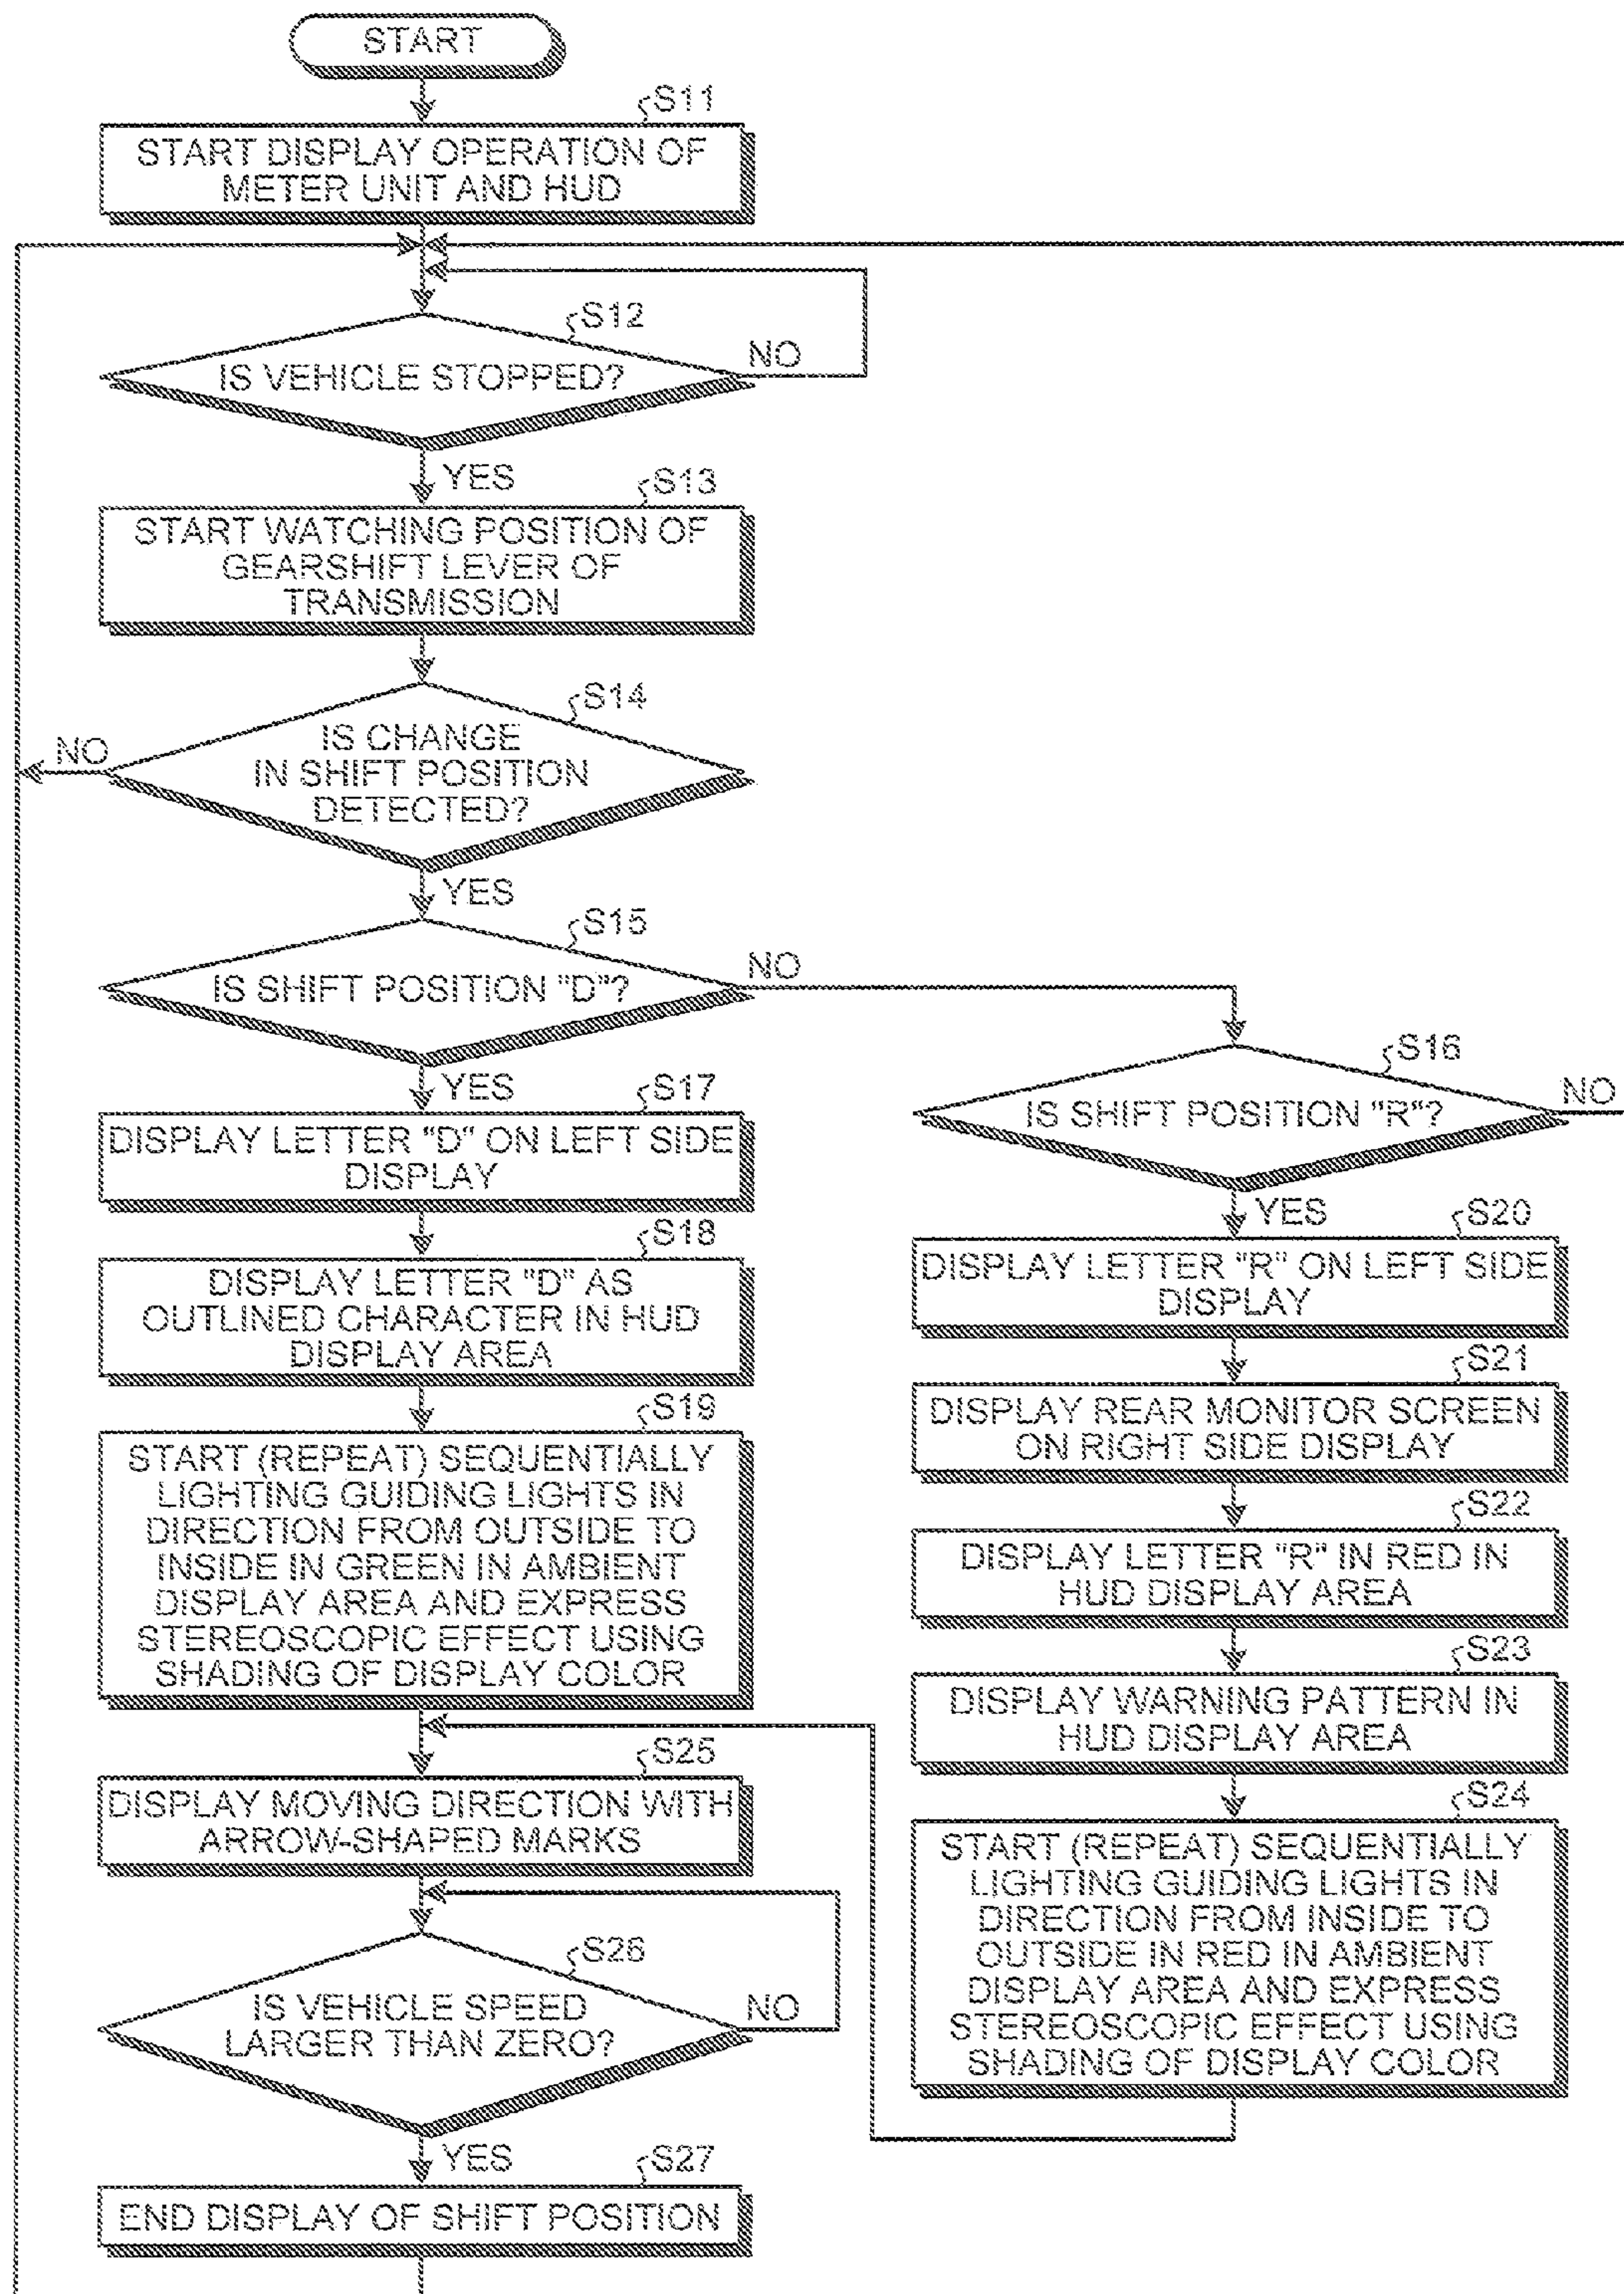 START
S11
START DISPLAY OPERATION OF
METER UNIT AND HUD
S12
IS VEHICLE STOPPED?
NO
YES
S13
START WATCHING POSITION OF
GEARSHIFT LEVER OF
TRANSMISSION
S14
IS CHANGE
IN SHIFT POSITION
DETECTED?
NO
YES
S15
IS SHIFT POSITION "D"?
NO
YES
S17
DISPLAY LETTER "D" ON LEFT SIDE
DISPLAY
S18
DISPLAY LETTER "D" AS
OUTLINED CHARACTER IN HUD
DISPLAY AREA
S19
START (REPEAT) SEQUENTIALLY
LIGHTING GUIDING LIGHTS IN
DIRECTION FROM OUTSIDE TO
INSIDE IN GREEN IN AMBIENT
DISPLAY AREA AND EXPRESS
STEREOSCOPIC EFFECT USING
SHADING OF DISPLAY COLOR
S16
IS SHIFT POSITION "R"?
NO
YES
S20
DISPLAY LETTER "R" ON LEFT SIDE
DISPLAY
S21
DISPLAY REAR MONITOR SCREEN
ON RIGHT SIDE DISPLAY
S22
DISPLAY LETTER "R" IN RED IN
HUD DISPLAY AREA
S23
DISPLAY WARNING PATTERN IN
HUD DISPLAY AREA
S24
START (REPEAT) SEQUENTIALLY
LIGHTING GUIDING LIGHTS IN
DIRECTION FROM INSIDE TO
OUTSIDE IN RED IN AMBIENT
DISPLAY AREA AND EXPRESS
STEREOSCOPIC EFFECT USING
SHADING OF DISPLAY COLOR
S25
DISPLAY MOVING DIRECTION WITH
ARROW-SHAPED MARKS
S26
IS VEHICLE SPEED
LARGER THAN ZERO?
NO
YES
S27
END DISPLAY OF SHIFT POSITION